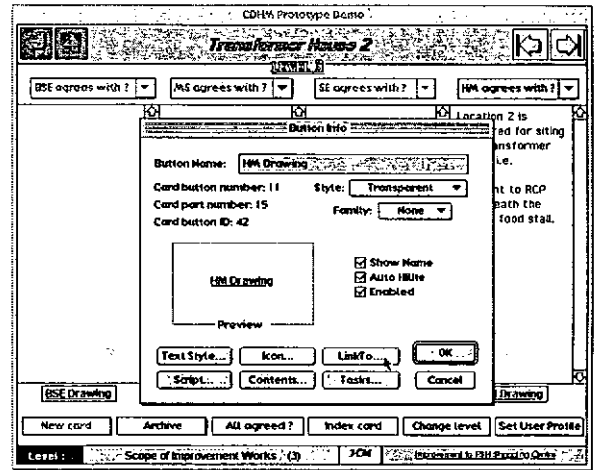 CDHM Prototype Demo
Transformer House 2
LEVEL 3
BSE agrees with ?
MS agrees with ?
SE agrees with ?
HM agrees with ?
Location 2 is
red for siting
ansformer
i.e.
nt to RCP
eath the
food stall.
Button Info
Button Name: HM Drawing
Card button number: 11
Style: Transparent
Card part number: 15
Family: None
Card button ID: 42
HM Drawing
Preview
Show Name
Auto Hilite
Enabled
Text Style...
Icon...
LinkTo...
OK
Script...
Contents...
Tasks...
Cancel
BSE Drawing
Drawing
New card
Archive
All agreed ?
Index card
Change level
Set User Profile
Level :
Scope of Improvement Works (3)